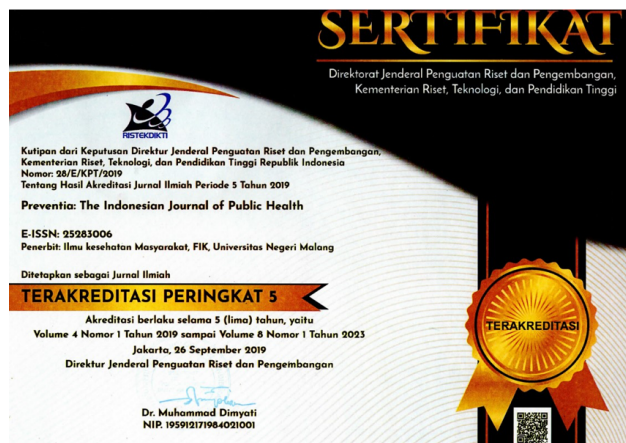 SERTIFIKAT
Direktorat Jenderal Penguatan Riset dan Pengembangan,
Kementerian Riset, Teknologi, dan Pendidikan Tinggi
RISTEKDIKTI
Kutipan dari Keputusan Direktur Jenderal Penguatan Riset dan Pengembangan,
Kementerian Riset, Teknologi, dan Pendidikan Tinggi Republik Indonesia
Nomor: 28/E/KPT/2019
Tentang Hasil Akreditasi Jurnal Ilmiah Periode 5 Tahun 2019
Preventia: The Indonesian Journal of Public Health
E-ISSN: 25283006
Penerbit: Ilmu kesehatan Masyarakat, FIK, Universitas Negeri Malang
Ditetapkan sebagai Jurnal Ilmiah
TERAKREDITASI PERINGKAT 5
Akreditasi berlaku selama 5 (lima) tahun, yaitu
Volume 4 Nomor 1 Tahun 2019 sampai Volume 8 Nomor 1 Tahun 2023
Jakarta, 26 September 2019
Direktur Jenderal Penguatan Riset dan Pengembangan
Dr. Muhammad Dimyati
NIP. 195912171984021001
TERAKREDITASI